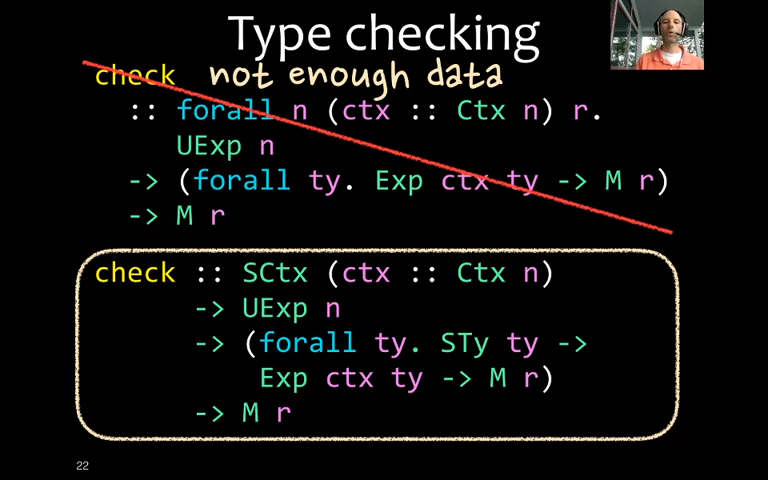 Type checking
check not enough data
:: forall n (ctx :: Ctx n) r.
UExp n
-> (forall ty. Exp ctx ty -> M r)
-> M r
check :: SCtx (ctx :: Ctx n)
-> UExp n
-> (forall ty. STy ty ->
Exp ctx ty -> M r)
-> M r
22